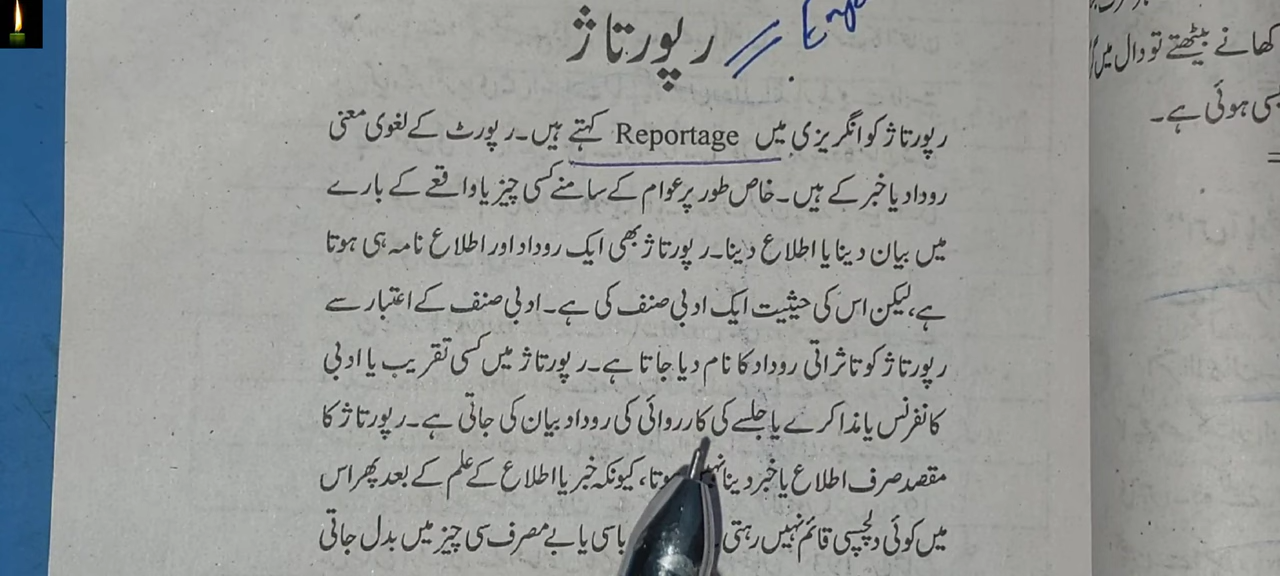 رپورتاژ
رپورتاژ کو انگریزی میں Reportage کہتے ہیں۔ رپورٹ کے لغوی معنی
روداد یا خبر کے ہیں۔ خاص طور پر عوام کے سامنے کسی چیز یا واقعے کے بارے
میں بیان دینا یا اطلاع دینا۔ رپورتاژ بھی ایک روداد اور اطلاع نامہ ہی ہوتا
ہے، لیکن اس کی حیثیت ایک ادبی صنف کی ہے۔ ادبی صنف کے اعتبار سے
رپورتاژ کو تاثراتی روداد کا نام دیا جاتا ہے۔ رپورتاژ میں کسی تقریب یا ادبی
کانفرنس یا مذاکرے یا جلسے کی کارروائی کی روداد بیان کی جاتی ہے۔ رپورتاژ کا
مقصد صرف اطلاع یا خبر دینا نہیں ہوتا، کیونکہ خبر یا اطلاع کے علم کے بعد پھر اس
میں کوئی دلچسپی قائم نہیں رہتی باسی یا بے مصرف سی چیز میں بدل جاتی
کھانے بیٹھتے تو دال میں
ہوئی ہے۔